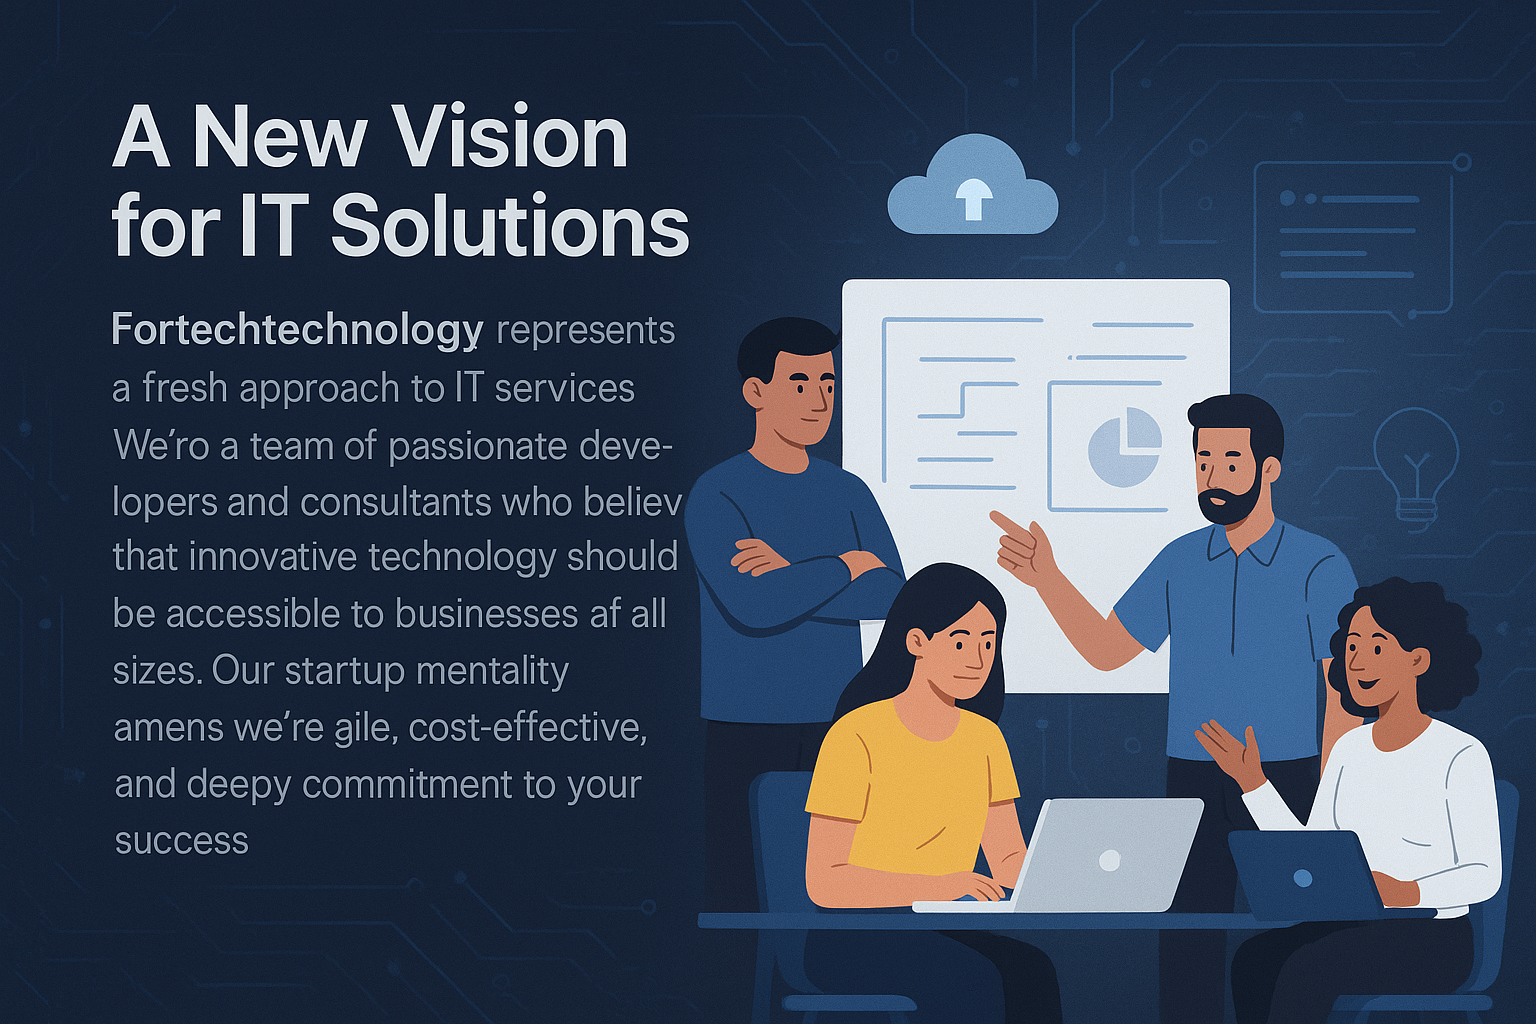 A New Vision
for IT Solutions
Fortechtechnology represents
a fresh approach to IT services
We’ro a team of passionate deve-
lopers and consultants who believ
that innovative technology should
be accessible to businesses af all
sizes. Our startup mentality
amens we’re agile, cost-effective,
and deepy commitment to your
success